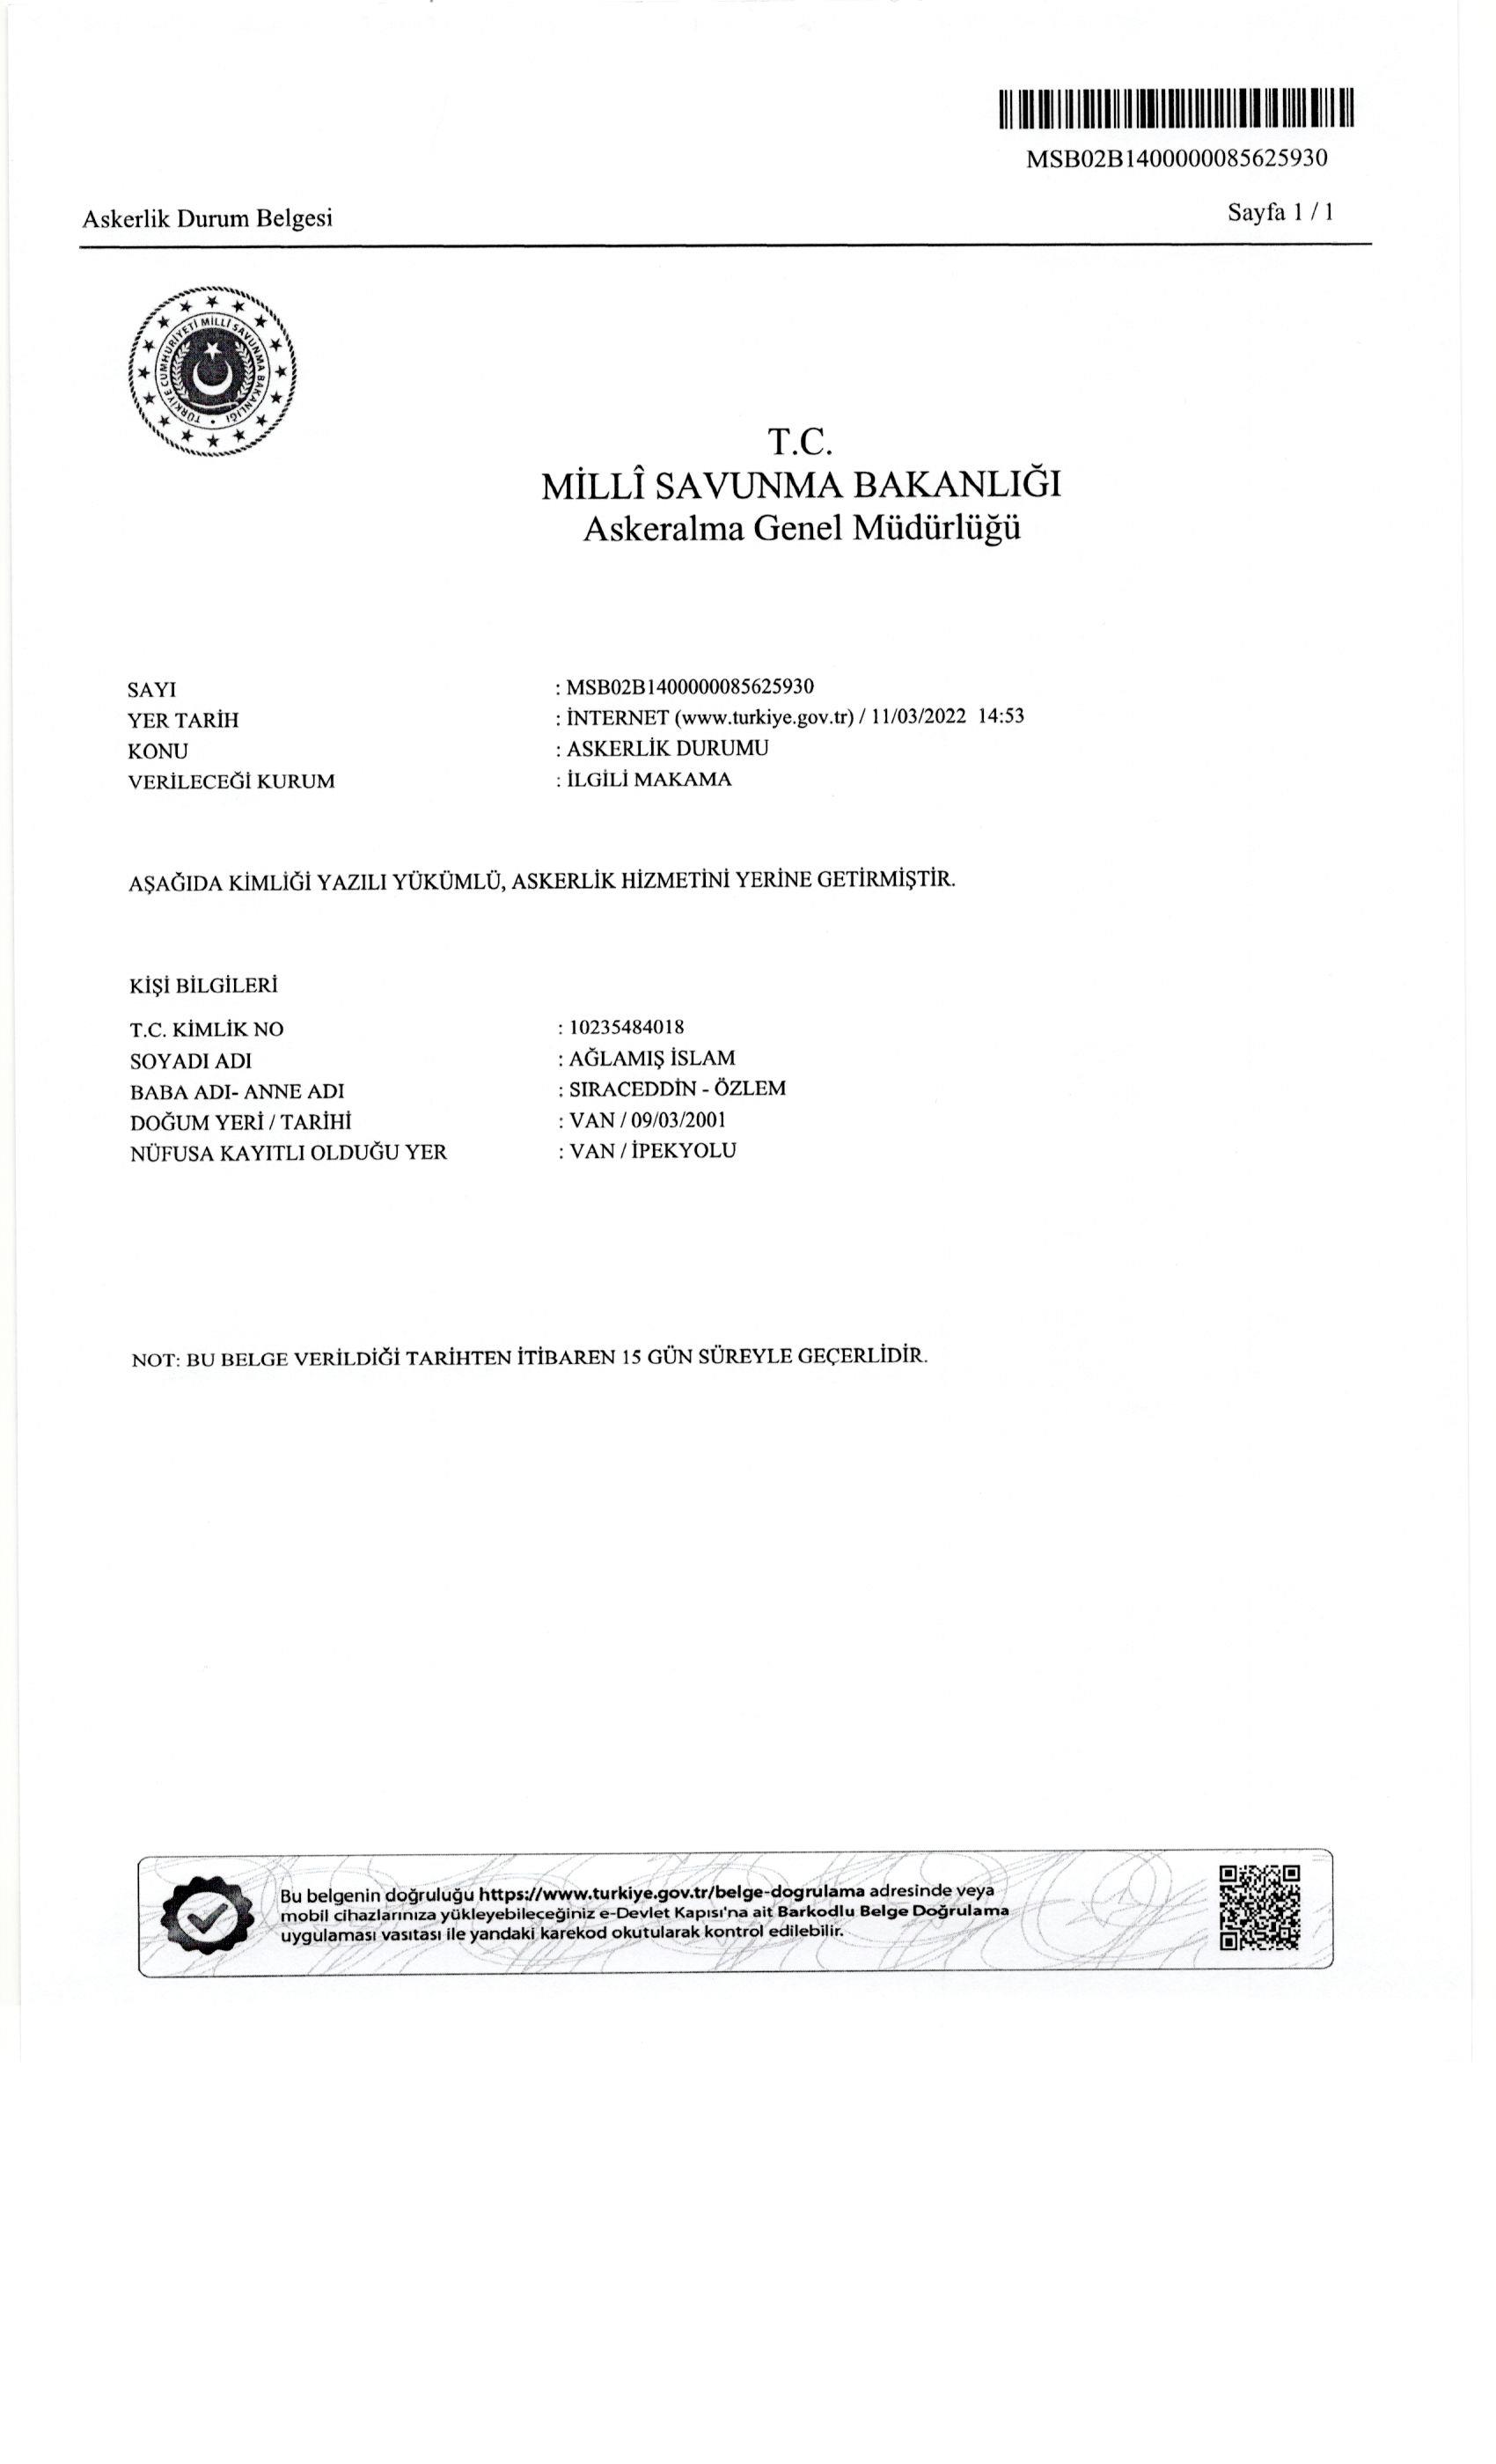 MSB02B1400000085625930
Askerlik Durum Belgesi
Sayfa 1 / 1
TÜRKİYE CUMHURİYETİ MİLLİ SAVUNMA BAKANLIĞI
T.C.
MİLLÎ SAVUNMA BAKANLIĞI
Askeralma Genel Müdürlüğü
SAYI : MSB02B1400000085625930
YER TARİH : İNTERNET (www.turkiye.gov.tr) / 11/03/2022 14:53
KONU : ASKERLİK DURUMU
VERİLECEĞİ KURUM : İLGİLİ MAKAMA
AŞAĞIDA KİMLİĞİ YAZILI YÜKÜMLÜ, ASKERLİK HİZMETİNİ YERİNE GETİRMİŞTİR.
KİŞİ BİLGİLERİ
T.C. KİMLİK NO : 10235484018
SOYADI ADI : AĞLAMIŞ İSLAM
BABA ADI- ANNE ADI : SIRACEDDİN - ÖZLEM
DOĞUM YERİ / TARİHİ : VAN / 09/03/2001
NÜFUSA KAYITLI OLDUĞU YER : VAN / İPEKYOLU
NOT: BU BELGE VERİLDİĞİ TARİHTEN İTİBAREN 15 GÜN SÜREYLE GEÇERLİDİR.
Bu belgenin doğruluğu https://www.turkiye.gov.tr/belge-dogrulama adresinde veya
mobil cihazlarınıza yükleyebileceğiniz e-Devlet Kapısı'na ait Barkodlu Belge Doğrulama
uygulaması vasıtası ile yandaki karekod okutularak kontrol edilebilir.